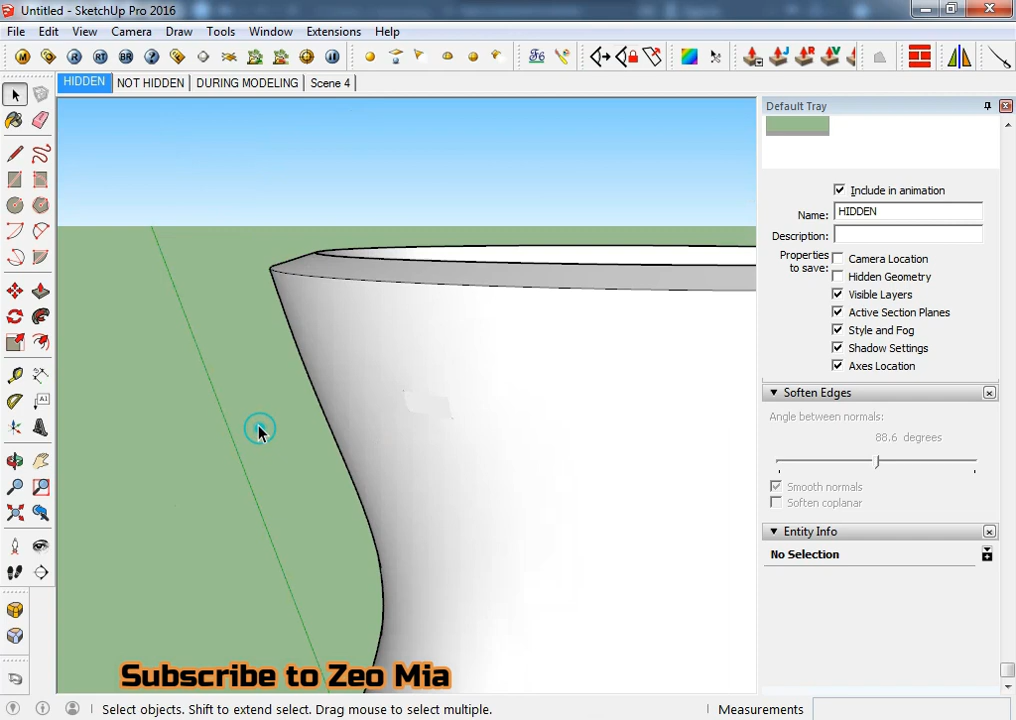 Untitled - SketchUp Pro 2016
File Edit View Camera Draw Tools Window Extensions Help
HIDDEN NOT HIDDEN DURING MODELING Scene 4
Default Tray
Include in animation
Name: HIDDEN
Description:
Properties to save:
Camera Location
Hidden Geometry
Visible Layers
Active Section Planes
Style and Fog
Shadow Settings
Axes Location
Soften Edges
Angle between normals:
88.6 degrees
Smooth normals
Soften coplanar
Entity Info
No Selection
Subscribe to Zeo Mia
Select objects. Shift to extend select. Drag mouse to select multiple.
Measurements